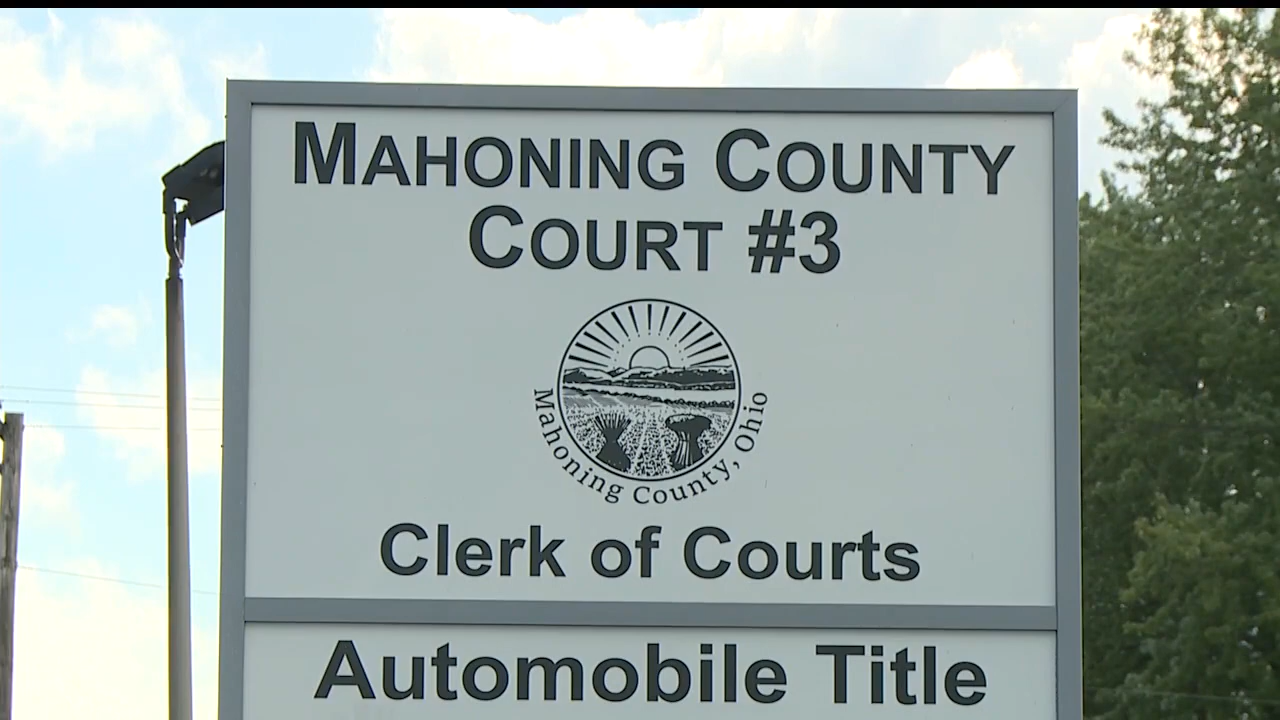 MAHONING COUNTY
COURT #3
Mahoning County, Ohio
Clerk of Courts
Automobile Title